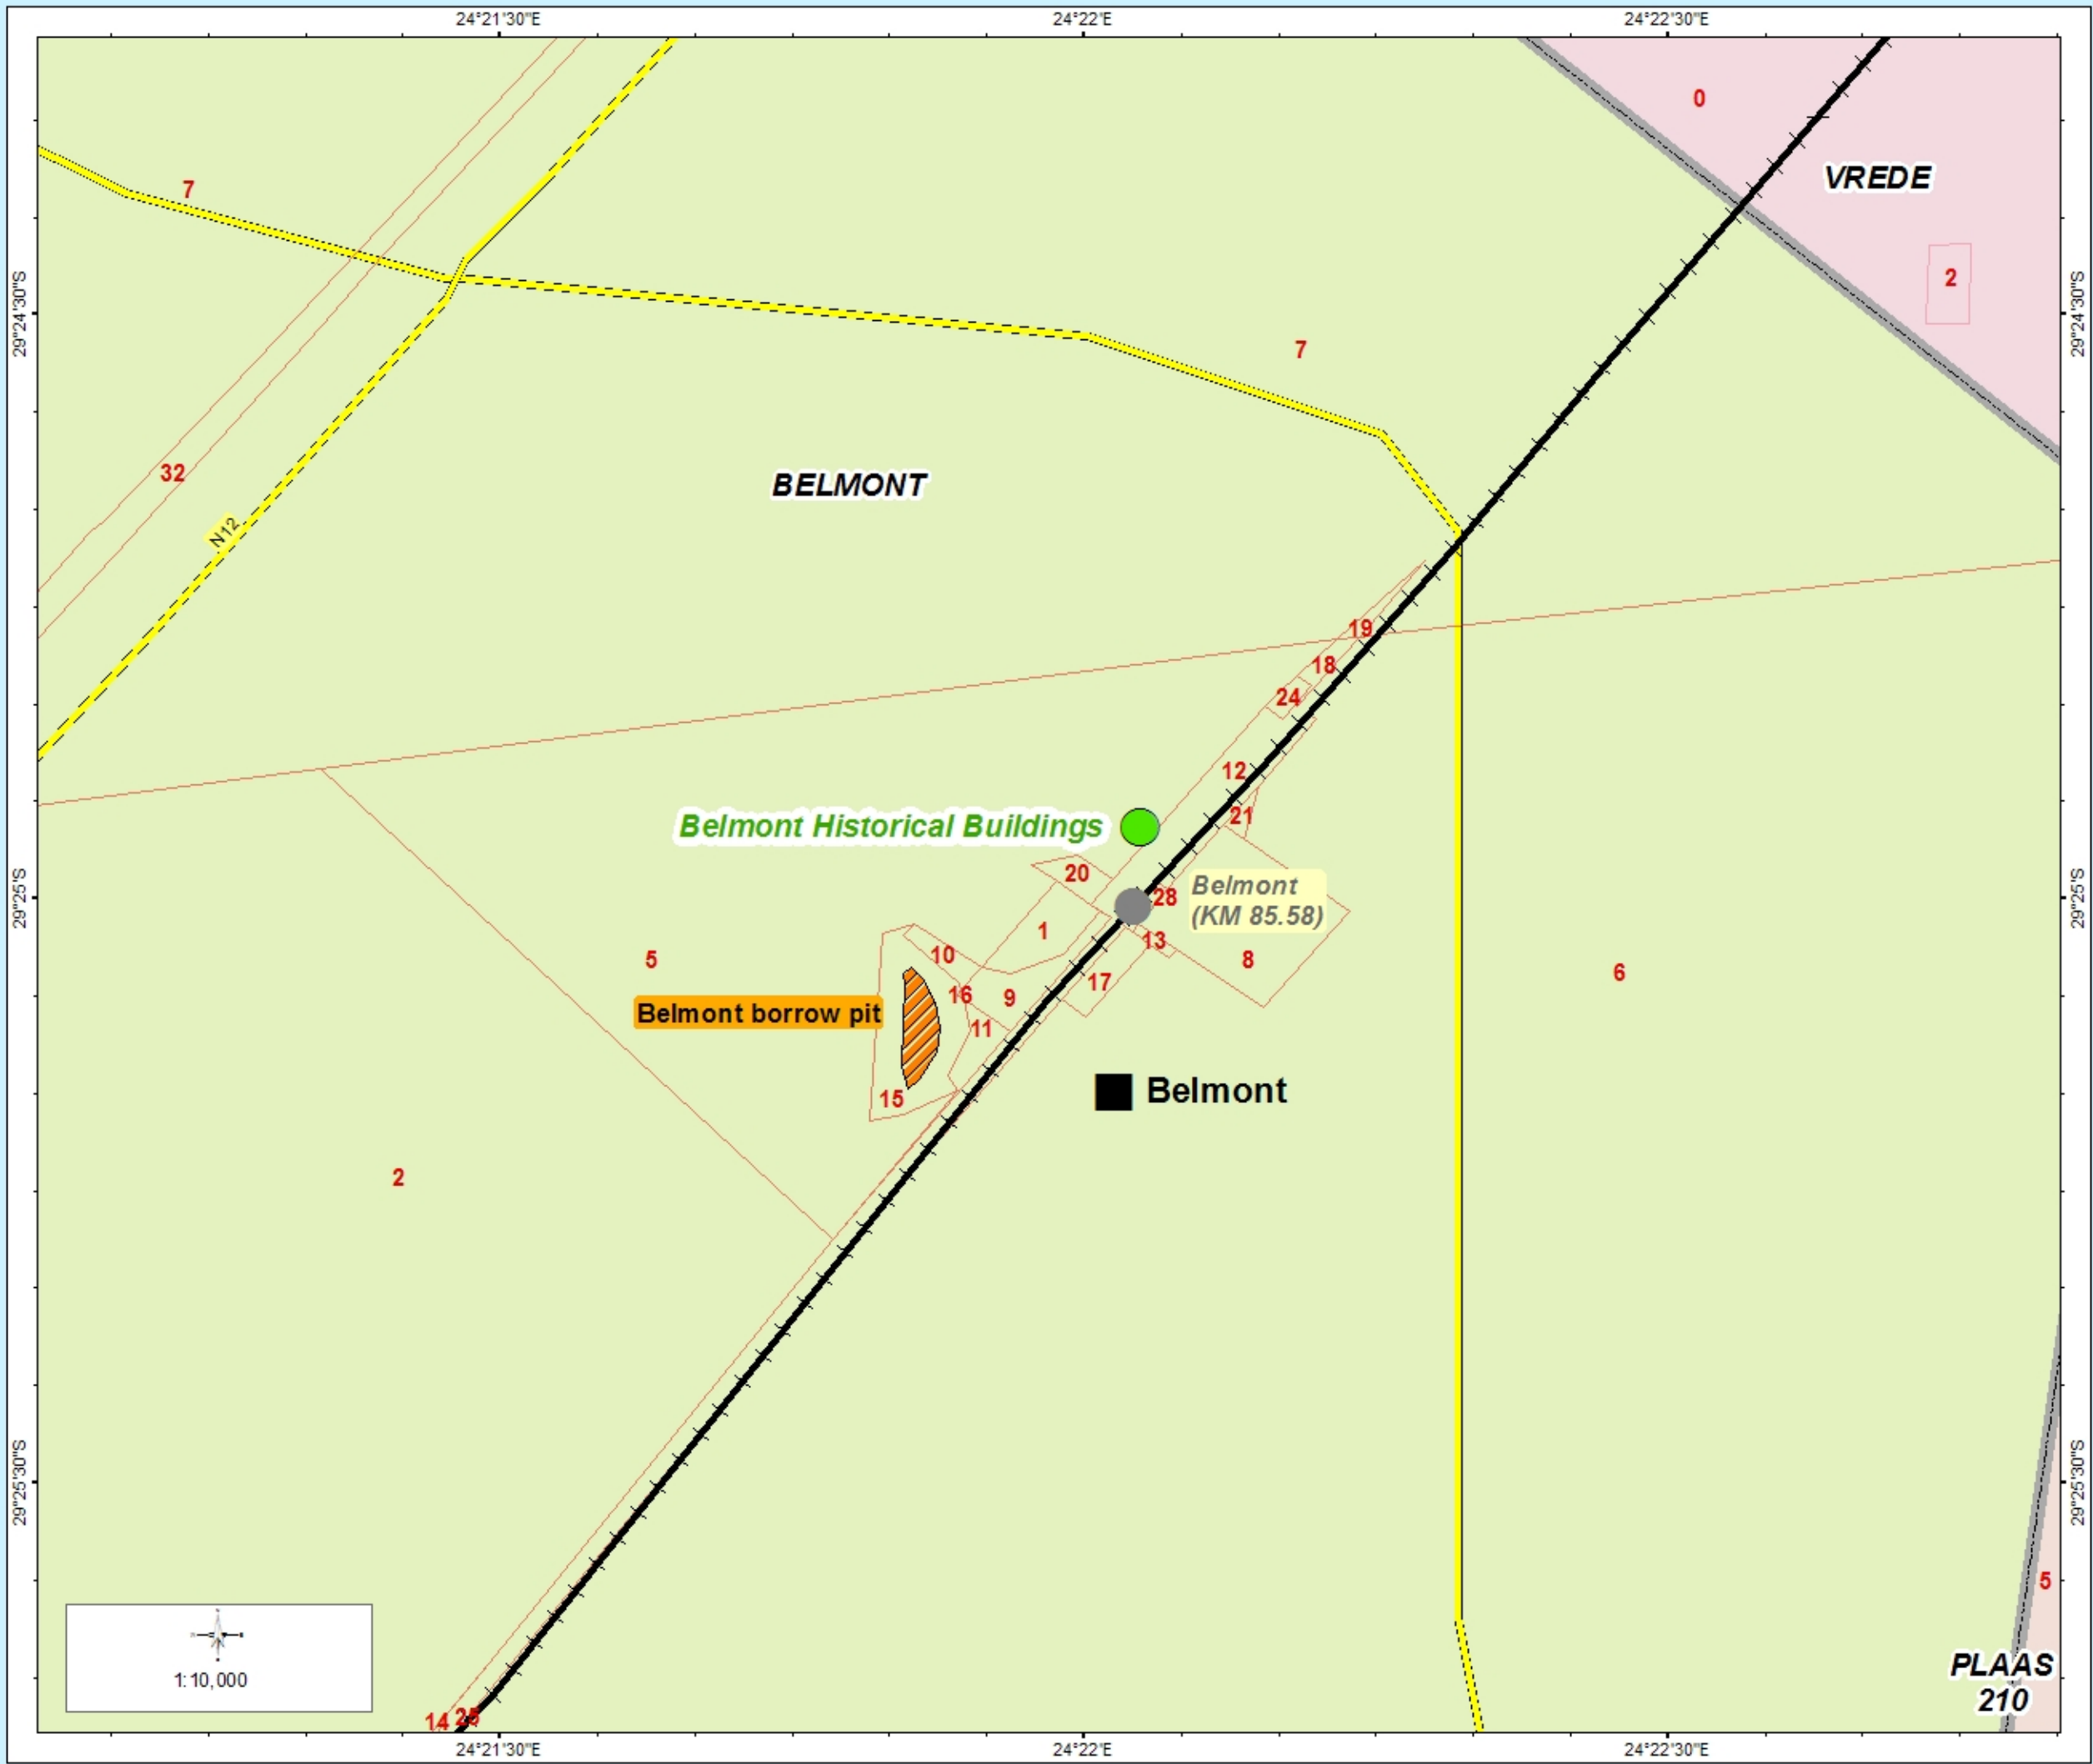 24°21'30"E
24°22'E
24°22'30"E
0
VREDE
7
2
29°24'30"S
29°24'30"S
7
32
BELMONT
N12
19
18
24
12
21
Belmont Historical Buildings
20
Belmont
(KM 85.58)
28
29°25'S
29°25'S
1
13
10
5
8
6
17
16
9
Belmont borrow pit
11
Belmont
15
2
29°25'30"S
29°25'30"S
5
PLAAS
210
1:10,000
14
25
24°21'30"E
24°22'E
24°22'30"E